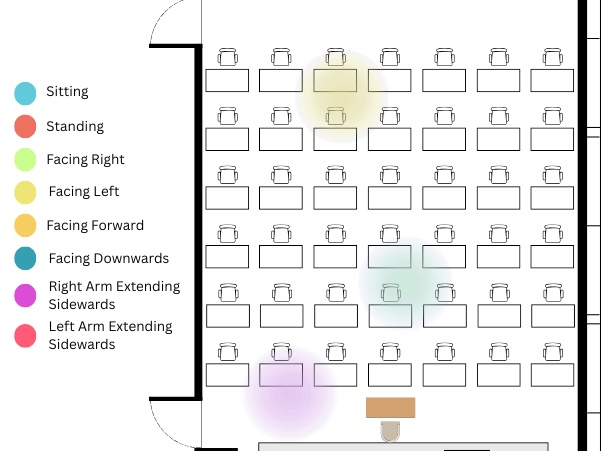 Sitting
Standing
Facing Right
Facing Left
Facing Forward
Facing Downwards
Right Arm Extending
Sidewards
Left Arm Extending
Sidewards